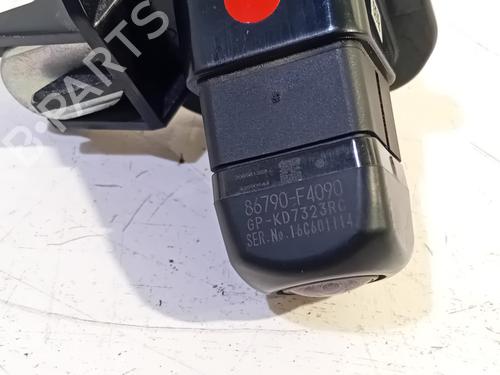 B-PARTS
86790-F4090
GP-KD7323RC
SER.No.16C601114